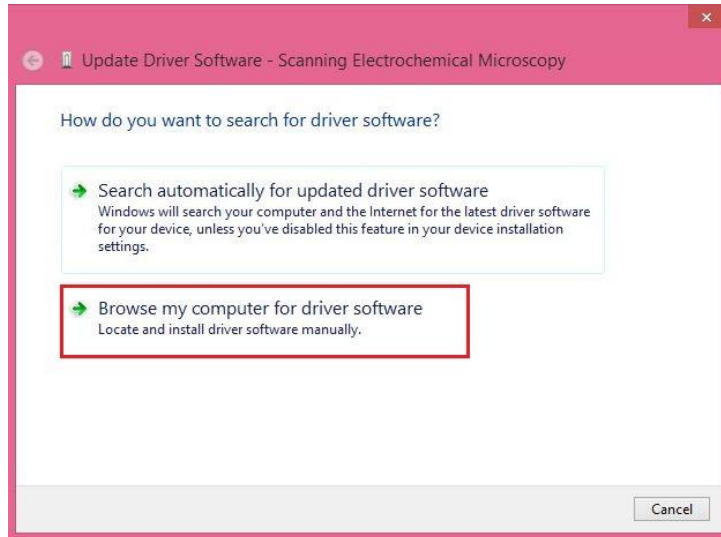 Update Driver Software - Scanning Electrochemical Microscopy
How do you want to search for driver software?
Search automatically for updated driver software
Windows will search your computer and the Internet for the latest driver software
for your device, unless you've disabled this feature in your device installation
settings.
Browse my computer for driver software
Locate and install driver software manually.
Cancel